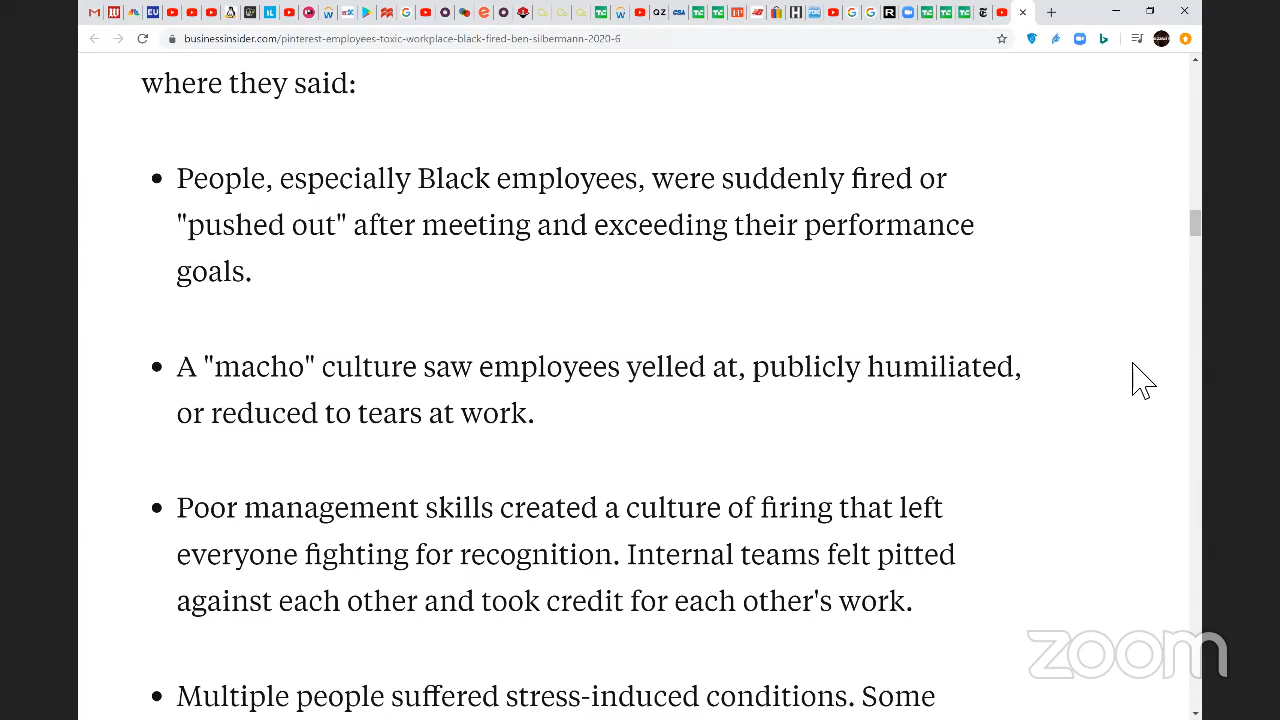 businessinsider.com/pinterest-employees-toxic-workplace-black-fired-ben-silbermann-2020-6
where they said:
• People, especially Black employees, were suddenly fired or
"pushed out" after meeting and exceeding their performance
goals.
• A "macho" culture saw employees yelled at, publicly humiliated,
or reduced to tears at work.
• Poor management skills created a culture of firing that left
everyone fighting for recognition. Internal teams felt pitted
against each other and took credit for each other's work.
zoom
• Multiple people suffered stress-induced conditions. Some